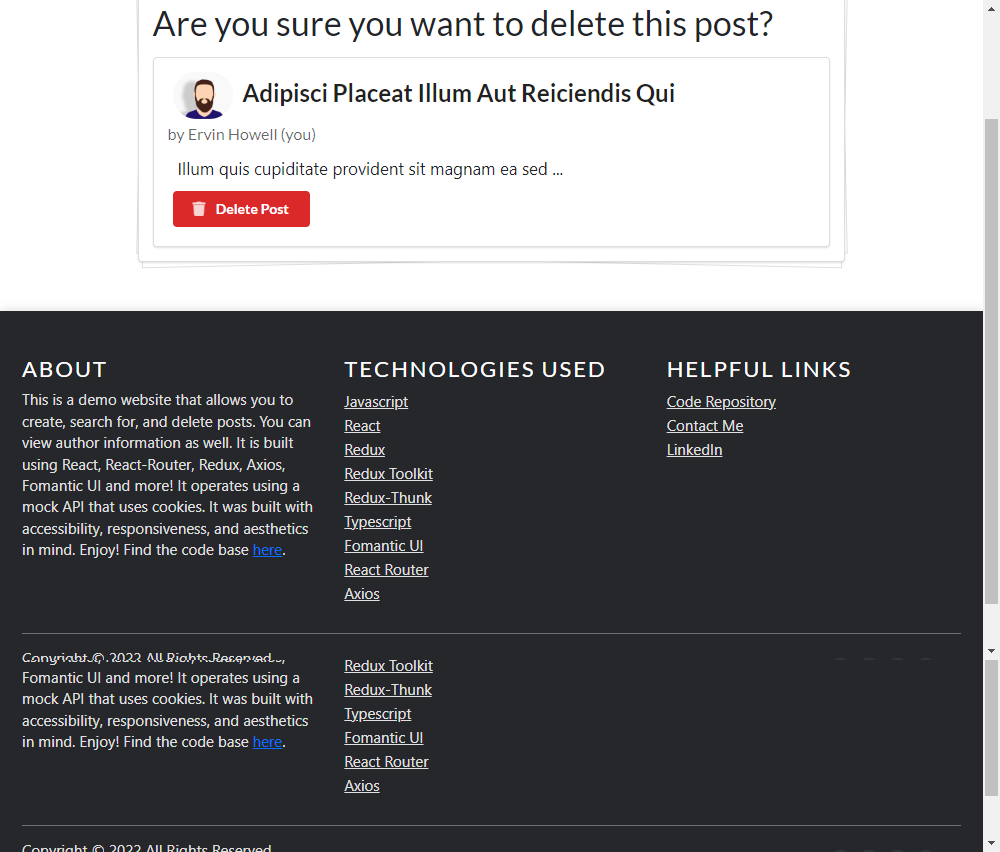 Are you sure you want to delete this post?
Adipisci Placeat Illum Aut Reiciendis Qui
by Ervin Howell (you)
Illum quis cupiditate provident sit magnam ea sed ...
Delete Post
ABOUT
This is a demo website that allows you to
create, search for, and delete posts. You can
view author information as well. It is built
using React, React-Router, Redux, Axios,
Fomantic UI and more! It operates using a
mock API that uses cookies. It was built with
accessibility, responsiveness, and aesthetics
in mind. Enjoy! Find the code base here.
TECHNOLOGIES USED
Javascript
React
Redux
Redux Toolkit
Redux-Thunk
Typescript
Fomantic UI
React Router
Axios
HELPFUL LINKS
Code Repository
Contact Me
LinkedIn
Copyright © 2022 All Rights Reserved
Fomantic UI and more! It operates using a
mock API that uses cookies. It was built with
accessibility, responsiveness, and aesthetics
in mind. Enjoy! Find the code base here.
Redux Toolkit
Redux-Thunk
Typescript
Fomantic UI
React Router
Axios
Copyright © 2022 All Rights Reserved